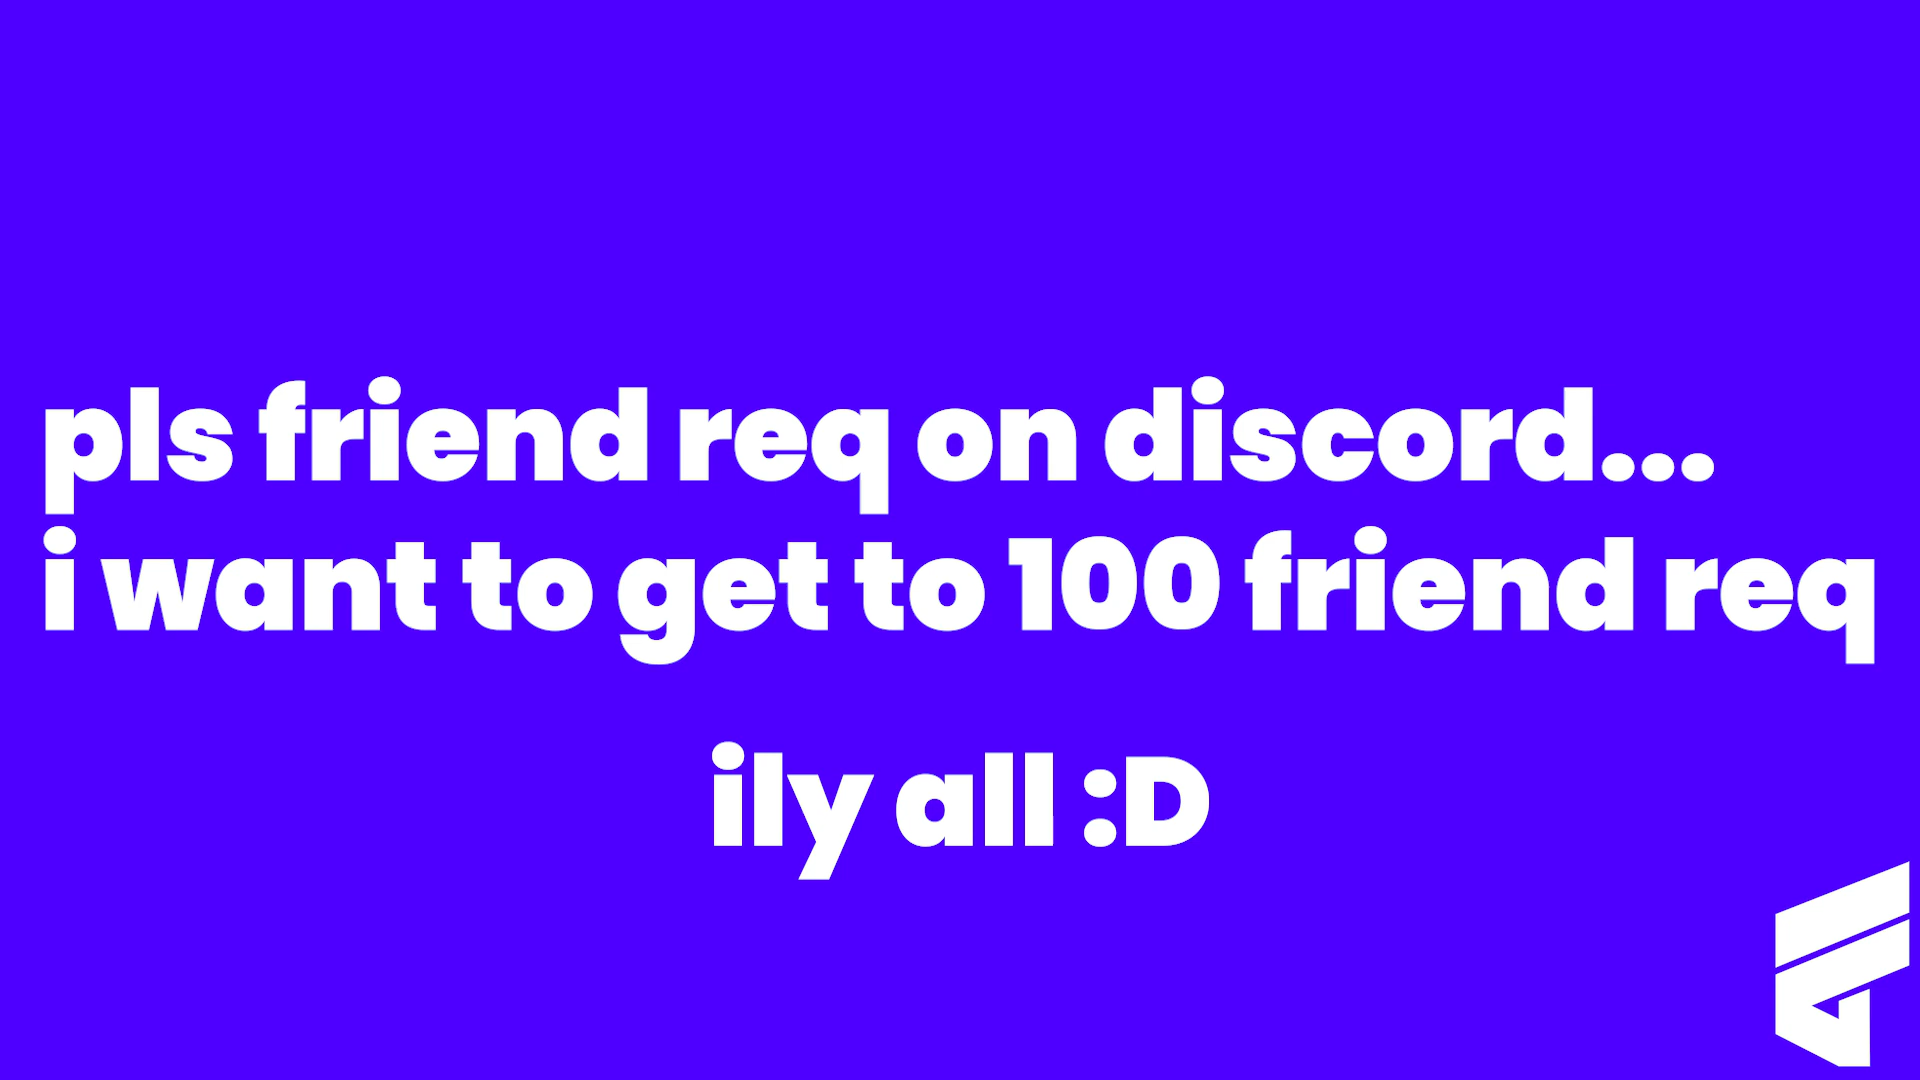 pls friend req on discord...
i want to get to 100 friend req
ily all :D